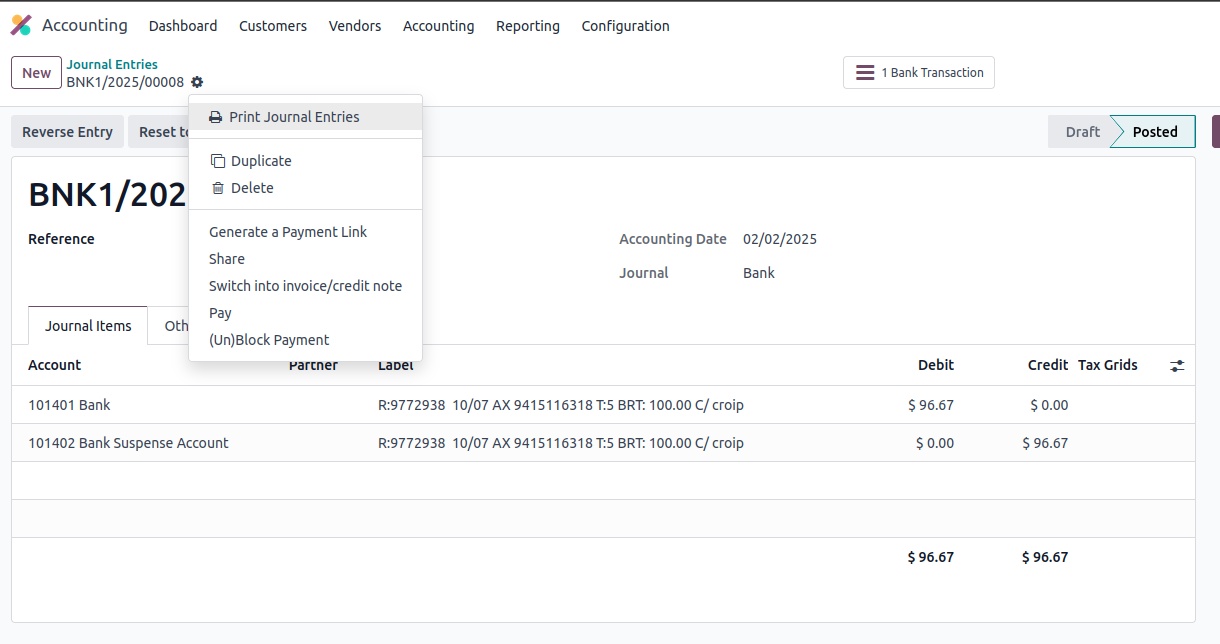 Accounting Dashboard Customers Vendors Accounting Reporting Configuration
New Journal Entries
BNK1/2025/00008
1 Bank Transaction
Print Journal Entries
Reverse Entry Reset to Draft Posted
Duplicate
Delete
BNK1/202
Generate a Payment Link
Reference Accounting Date 02/02/2025
Share
Journal Bank
Switch into invoice/credit note
Pay
Journal Items Oth
(Un)Block Payment
Account Partner Label Debit Credit Tax Grids
101401 Bank R:9772938 10/07 AX 9415116318 T:5 BRT: 100.00 C/ croip $ 96.67 $ 0.00
101402 Bank Suspense Account R:9772938 10/07 AX 9415116318 T:5 BRT: 100.00 C/ croip $ 0.00 $ 96.67
$ 96.67 $ 96.67